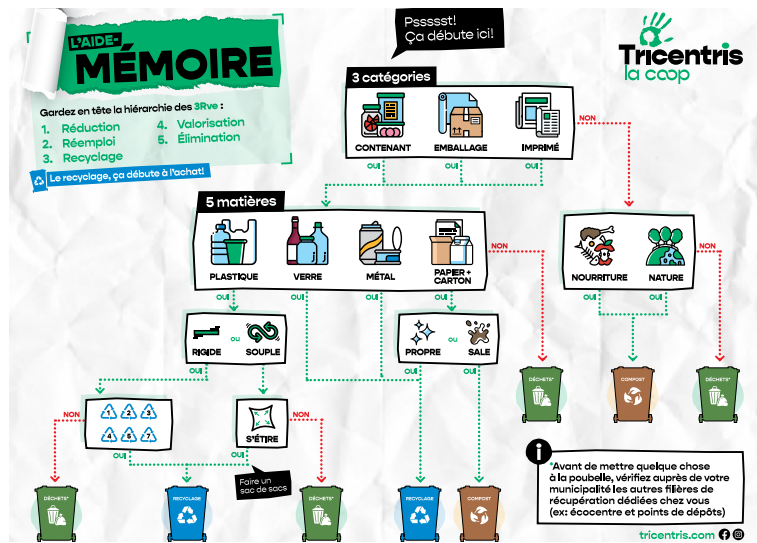 L'AIDE-
MÉMOIRE
Gardez en tête la hiérarchie des 3Rve :
1. Réduction
2. Réemploi
3. Recyclage
4. Valorisation
5. Élimination
Le recyclage, ça débute à l'achat!
Psssssst!
Ça débute ici!
Tricentris
la coop
3 catégories
CONTENANT
EMBALLAGE
IMPRIMÉ
NON
OUI
OUI
OUI
5 matières
PLASTIQUE
VERRE
MÉTAL
PAPIER +
CARTON
NON
NOURRITURE
NATURE
NON
OUI
OUI
OUI
OUI
OUI
OUI
RIGIDE
ou
SOUPLE
PROPRE
ou
SALE
OUI
OUI
OUI
OUI
DÉCHETS*
COMPOST
DÉCHETS*
NON
1 2 3
4 5 7
S'ÉTIRE
NON
OUI
OUI
Faire un
sac de sacs
DÉCHETS*
RECYCLAGE
DÉCHETS*
RECYCLAGE
COMPOST
i
*Avant de mettre quelque chose
à la poubelle, vérifiez auprès de votre
municipalité les autres filières de
récupération dédiées chez vous
(ex: écocentre et points de dépôts)
tricentris.com